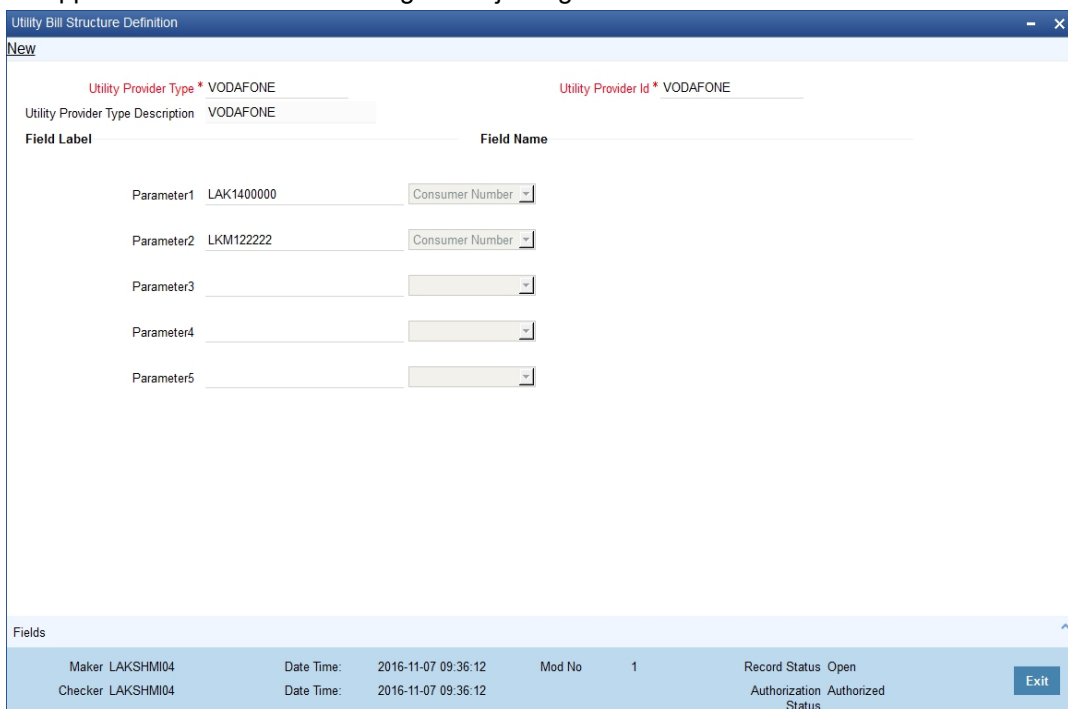 Utility Bill Structure Definition
New
Utility Provider Type * VODAFONE Utility Provider Id * VODAFONE
Utility Provider Type Description VODAFONE
Field Label Field Name
Parameter1 LAK1400000 Consumer Number
Parameter2 LKM122222 Consumer Number
Parameter3
Parameter4
Parameter5
Fields
Maker LAKSHMI04 Date Time: 2016-11-07 09:36:12 Mod No 1 Record Status Open
Checker LAKSHMI04 Date Time: 2016-11-07 09:36:12 Authorization Authorized
Status
Exit